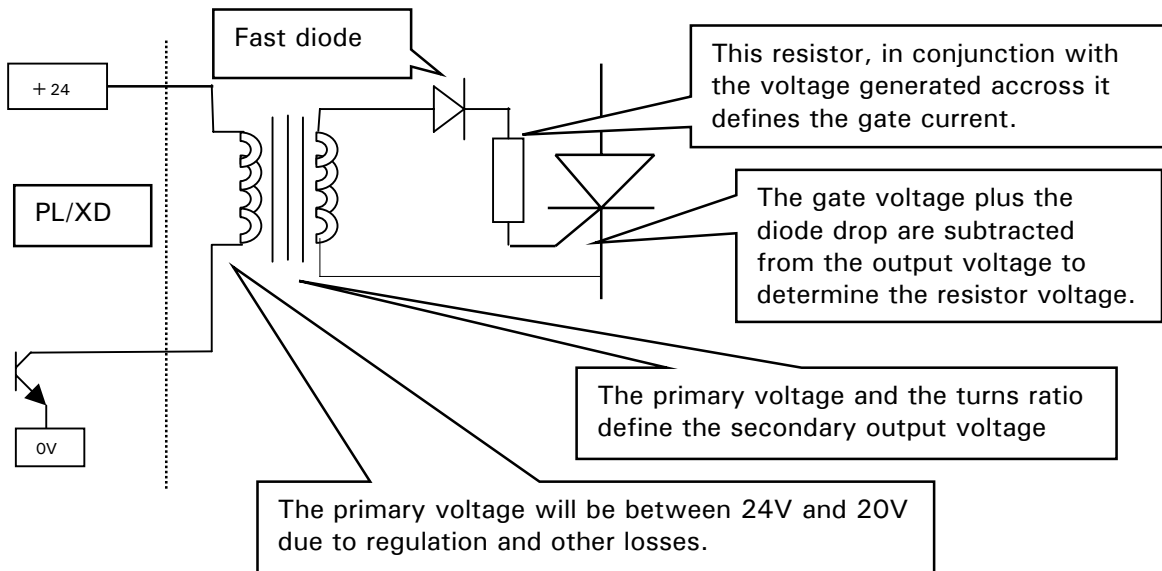 Fast diode
This resistor, in conjunction with
the voltage generated accross it
defines the gate current.
+24
PL/XD
The gate voltage plus the
diode drop are subtracted
from the output voltage to
determine the resistor voltage.
The primary voltage and the turns ratio
define the secondary output voltage
0V
The primary voltage will be between 24V and 20V
due to regulation and other losses.